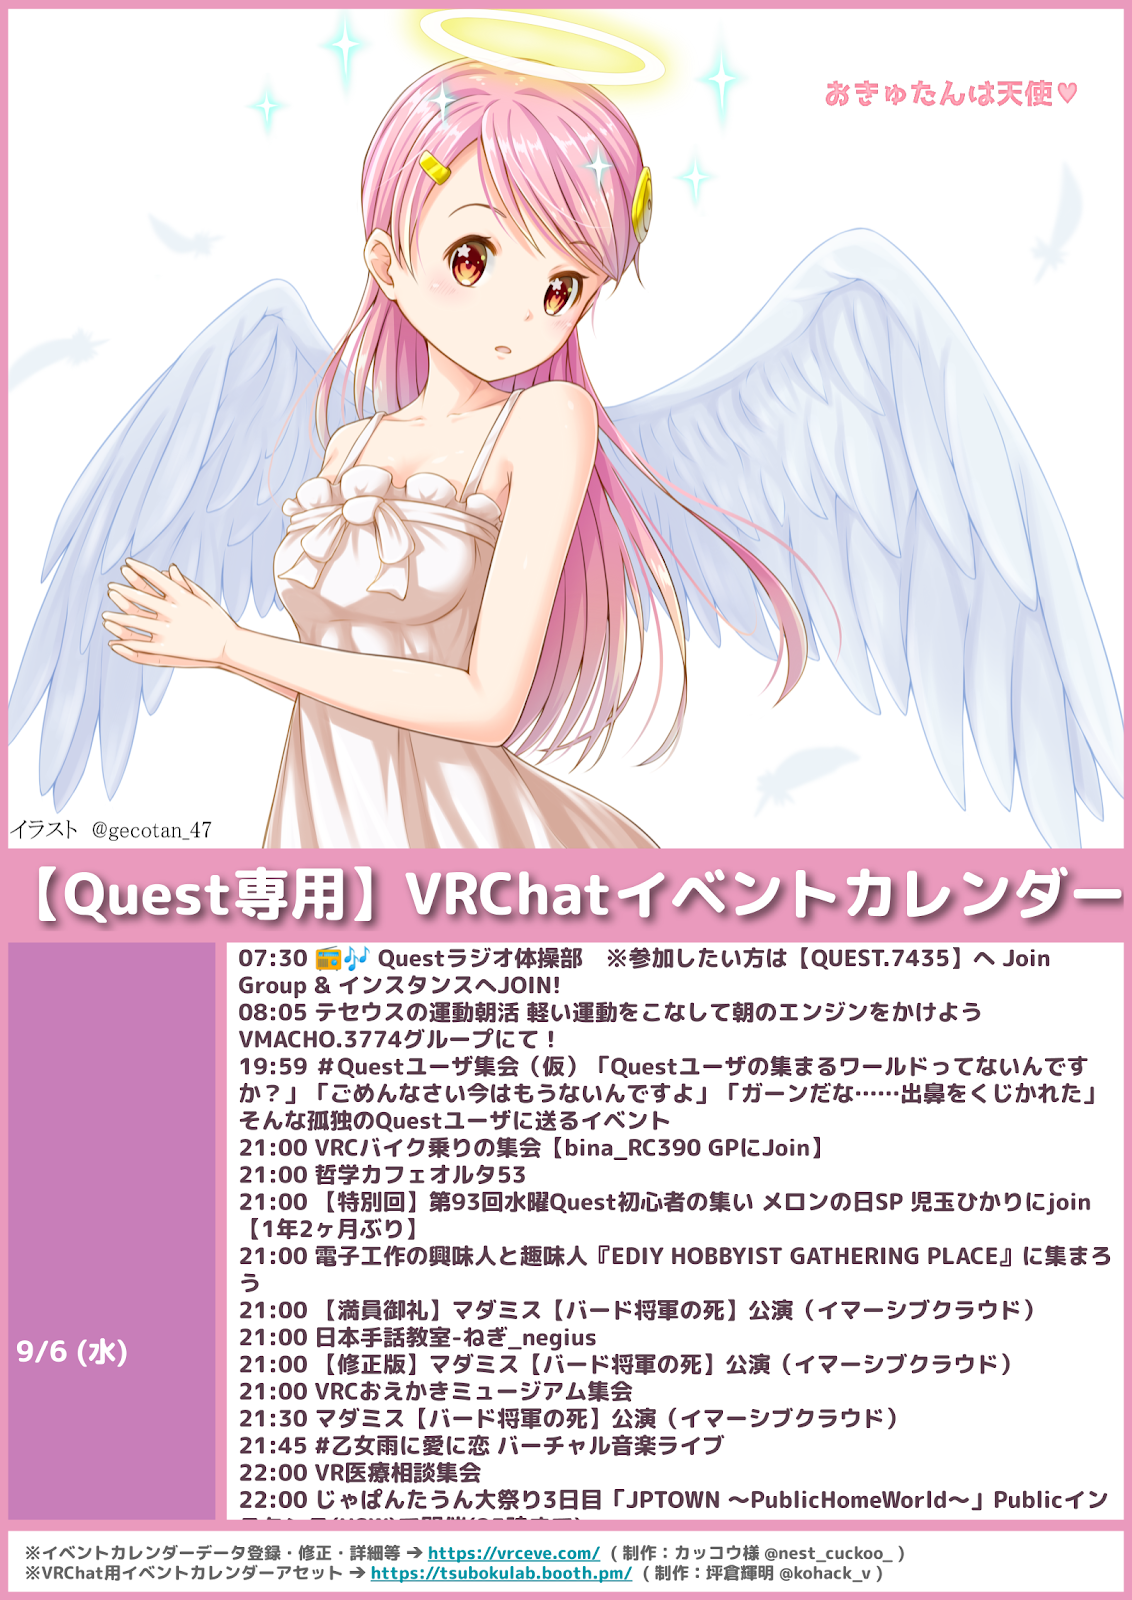 おきゅたんは天使♥
イラスト @gecotan_47
【Quest専用】VRChatイベントカレンダー
9/6 (水)
07:30 📻🎶 Questラジオ体操部　※参加したい方は【QUEST.7435】へ Join
Group & インスタンスへJOIN!
08:05 テセウスの運動朝活 軽い運動をこなして朝のエンジンをかけよう
VMACHO.3774グループにて！
19:59 #Questユーザ集会（仮）「Questユーザの集まるワールドってないんです
か？」「ごめんなさい今はもうないんですよ」「ガーンだな……出鼻をくじかれた」
そんな孤独のQuestユーザに送るイベント
21:00 VRCバイク乗りの集会【bina_RC390 GPにJoin】
21:00 哲学カフェオルタ53
21:00 【特別回】第93回水曜Quest初心者の集い メロンの日SP 児玉ひかりにjoin
【1年2ヶ月ぶり】
21:00 電子工作の興味人と趣味人『EDIY HOBBYIST GATHERING PLACE』に集まろ
う
21:00 【満員御礼】マダミス【バード将軍の死】公演（イマーシブクラウド）
21:00 日本手話教室-ねぎ_negius
21:00 【修正版】マダミス【バード将軍の死】公演（イマーシブクラウド）
21:00 VRCおえかきミュージアム集会
21:30 マダミス【バード将軍の死】公演（イマーシブクラウド）
21:45 #乙女雨に愛に恋 バーチャル音楽ライブ
22:00 VR医療相談集会
22:00 じゃぱんたうん大祭り3日目「JPTOWN ～PublicHomeWorld～」Publicイン
※イベントカレンダーデータ登録・修正・詳細等 ➔ https://vrceve.com/ ( 制作：カッコウ様 @nest_cuckoo_ )
※VRChat用イベントカレンダーアセット ➔ https://tsubokulab.booth.pm/ ( 制作：坪倉輝明 @kohack_v )